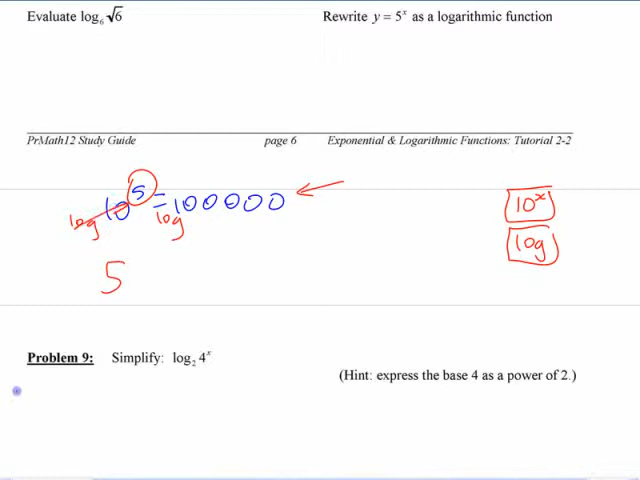 Evaluate log₆ √6
Rewrite y = 5ˣ as a logarithmic function
PrMath12 Study Guide page 6 Exponential & Logarithmic Functions: Tutorial 2-2
log 10⁵ = log 100000
10ˣ
log
5
Problem 9: Simplify: log₂ 4ˣ
(Hint: express the base 4 as a power of 2.)